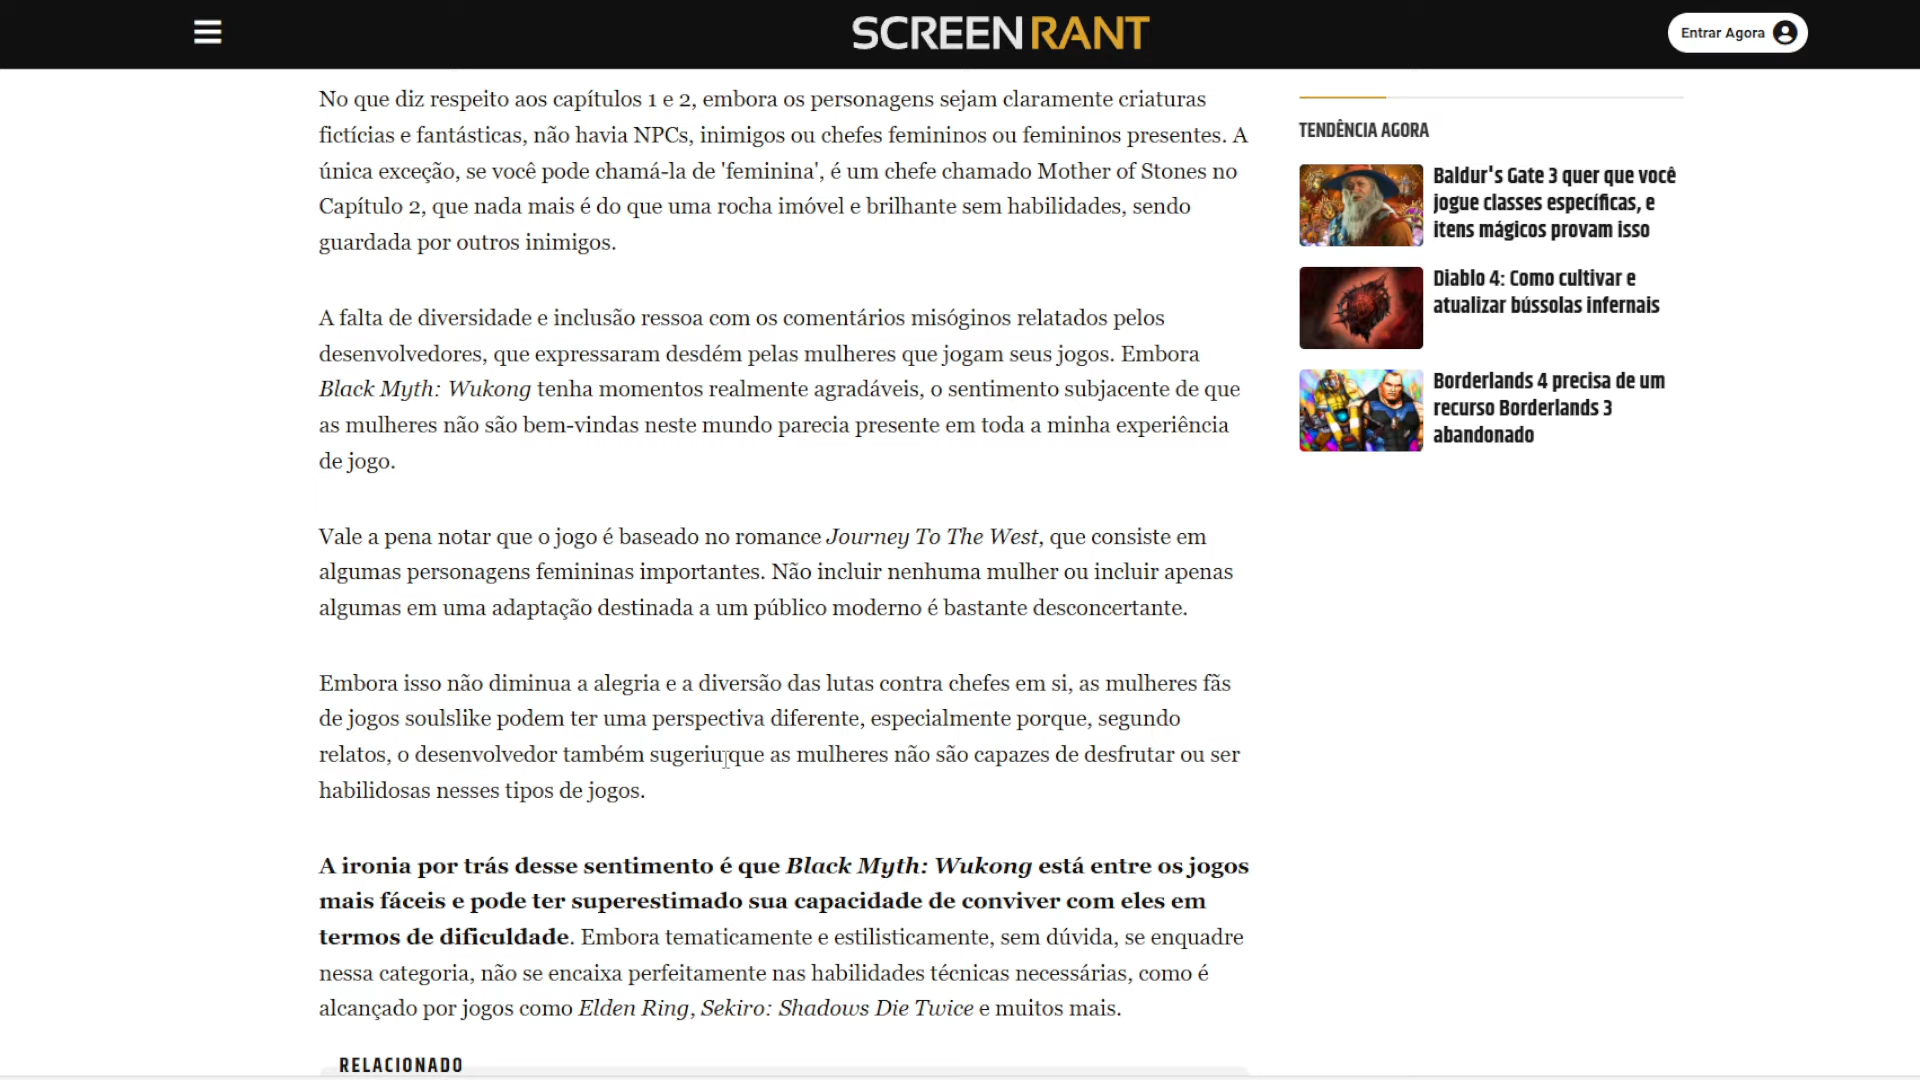 SCREENRANT
Entrar Agora
No que diz respeito aos capítulos 1 e 2, embora os personagens sejam claramente criaturas
fictícias e fantásticas, não havia NPCs, inimigos ou chefes femininos ou femininos presentes. A
única exceção, se você pode chamá-la de 'feminina', é um chefe chamado Mother of Stones no
Capítulo 2, que nada mais é do que uma rocha imóvel e brilhante sem habilidades, sendo
guardada por outros inimigos.
A falta de diversidade e inclusão ressoa com os comentários misóginos relatados pelos
desenvolvedores, que expressaram desdém pelas mulheres que jogam seus jogos. Embora
Black Myth: Wukong tenha momentos realmente agradáveis, o sentimento subjacente de que
as mulheres não são bem-vindas neste mundo parecia presente em toda a minha experiência
de jogo.
Vale a pena notar que o jogo é baseado no romance Journey To The West, que consiste em
algumas personagens femininas importantes. Não incluir nenhuma mulher ou incluir apenas
algumas em uma adaptação destinada a um público moderno é bastante desconcertante.
Embora isso não diminua a alegria e a diversão das lutas contra chefes em si, as mulheres fãs
de jogos soulslike podem ter uma perspectiva diferente, especialmente porque, segundo
relatos, o desenvolvedor também sugeriu que as mulheres não são capazes de desfrutar ou ser
habilidosas nesses tipos de jogos.
A ironia por trás desse sentimento é que Black Myth: Wukong está entre os jogos
mais fáceis e pode ter superestimado sua capacidade de conviver com eles em
termos de dificuldade. Embora tematicamente e estilisticamente, sem dúvida, se enquadre
nessa categoria, não se encaixa perfeitamente nas habilidades técnicas necessárias, como é
alcançado por jogos como Elden Ring, Sekiro: Shadows Die Twice e muitos mais.
RELACIONADO
TENDÊNCIA AGORA
Baldur's Gate 3 quer que você
jogue classes específicas, e
itens mágicos provam isso
Diablo 4: Como cultivar e
atualizar bússolas infernais
Borderlands 4 precisa de um
recurso Borderlands 3
abandonado